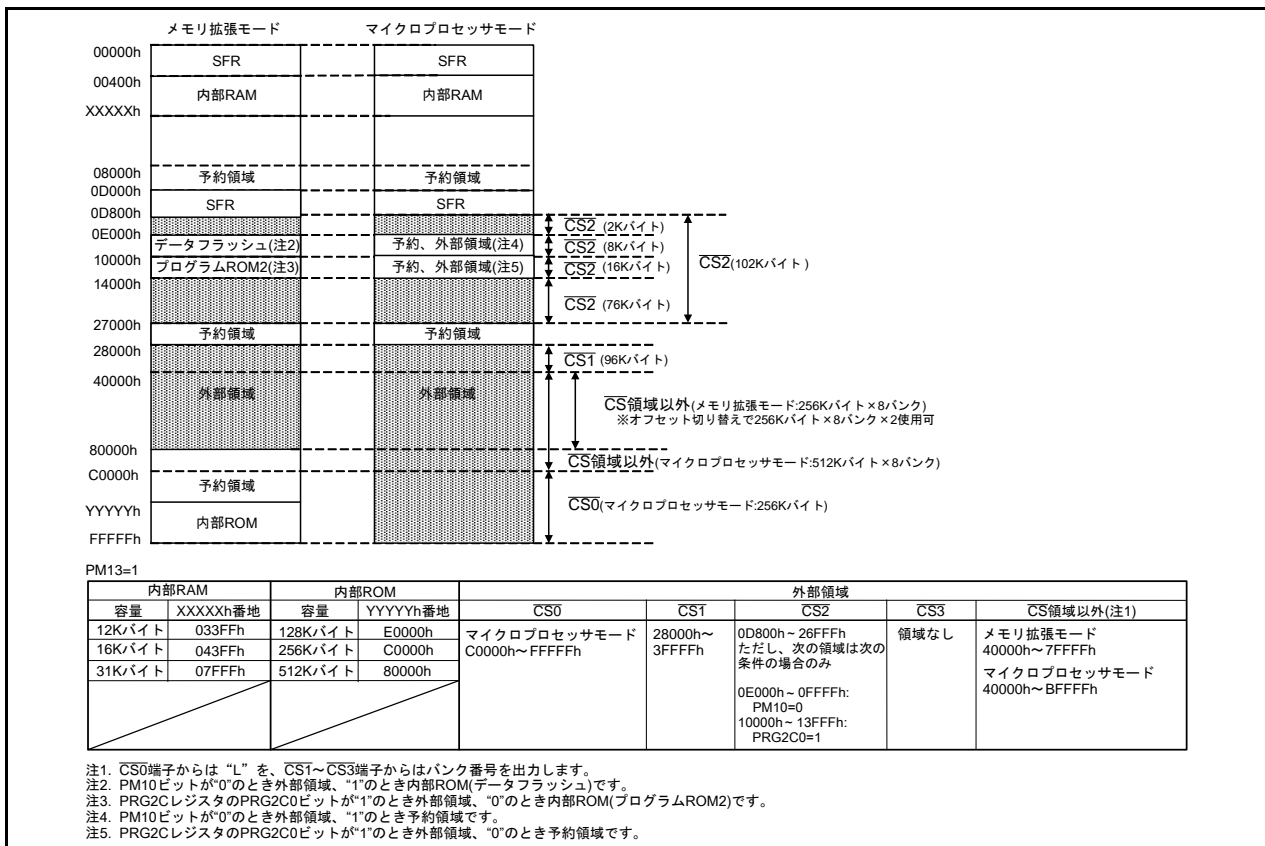 メモリ拡張モード マイクロプロセッサモード
00000h
SFR SFR
00400h
内部RAM 内部RAM
XXXXXh
08000h
予約領域 予約領域
0D000h
SFR SFR
0D800h
CS2 (2Kバイト)
0E000h
データフラッシュ(注2) 予約、外部領域(注4) CS2 (8Kバイト)
10000h
プログラムROM2(注3) 予約、外部領域(注5) CS2 (16Kバイト) CS2(102Kバイト)
14000h
CS2 (76Kバイト)
27000h
予約領域 予約領域
28000h
CS1 (96Kバイト)
40000h
外部領域 外部領域
CS領域以外(メモリ拡張モード:256Kバイト×8バンク)
※オフセット切り替えで256Kバイト×8バンク×2使用可
80000h
CS領域以外(マイクロプロセッサモード:512Kバイト×8バンク)
C0000h
予約領域
CS0(マイクロプロセッサモード:256Kバイト)
YYYYYh
内部ROM
FFFFFh
PM13=1
内部RAM 内部ROM 外部領域
容量 XXXXXh番地 容量 YYYYYh番地 CS0 CS1 CS2 CS3 CS領域以外(注1)
12Kバイト 033FFh 128Kバイト E0000h
16Kバイト 043FFh 256Kバイト C0000h
31Kバイト 07FFFh 512Kバイト 80000h
マイクロプロセッサモード
C0000h~FFFFFh
28000h~
3FFFFh
0D800h~26FFFh
ただし、次の領域は次の
条件の場合のみ
0E000h~0FFFFh:
PM10=0
10000h~13FFFh:
PRG2C0=1
領域なし
メモリ拡張モード
40000h~7FFFFh
マイクロプロセッサモード
40000h~BFFFFh
注1. CS0端子からは“L”を、CS1~CS3端子からはバンク番号を出力します。
注2. PM10ビットが“0”のとき外部領域、“1”のとき内部ROM(データフラッシュ)です。
注3. PRG2CレジスタのPRG2C0ビットが“1”のとき外部領域、“0”のとき内部ROM(プログラムROM2)です。
注4. PM10ビットが“0”のとき外部領域、“1”のとき予約領域です。
注5. PRG2CレジスタのPRG2C0ビットが“1”のとき外部領域、“0”のとき予約領域です。